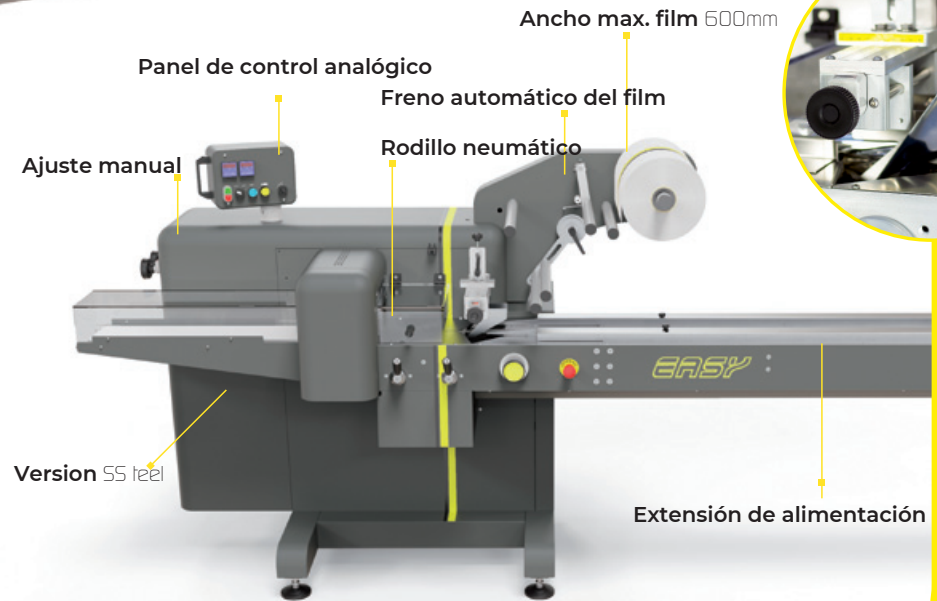 Ancho max. film 600mm
Panel de control analógico
Freno automático del film
Rodillo neumático
Ajuste manual
EASY
Version SS teel
Extensión de alimentación